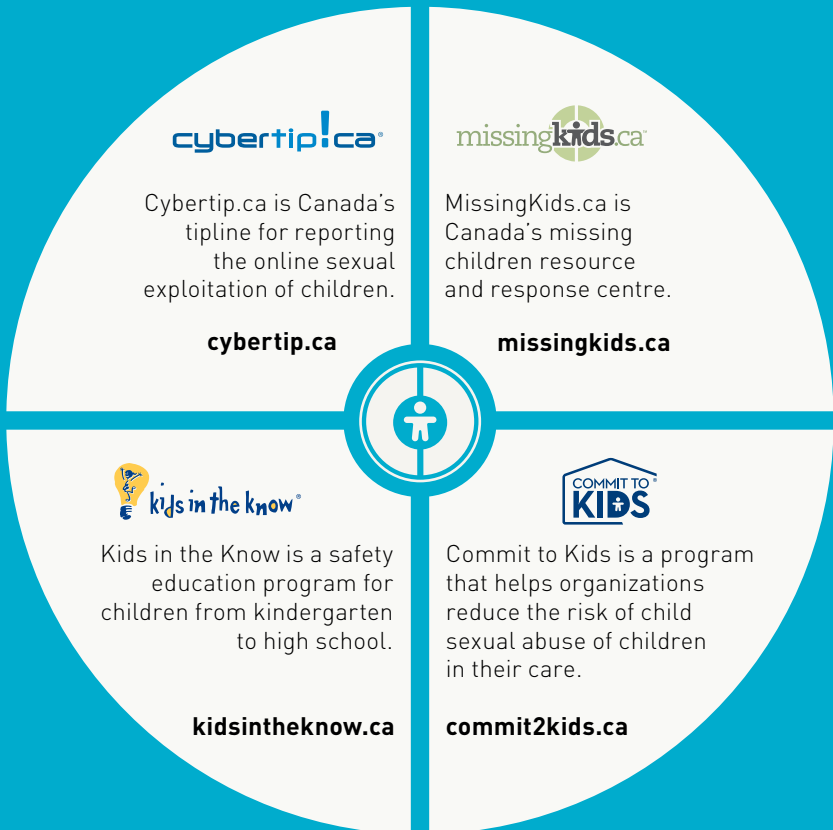 cybertip!ca®
Cybertip.ca is Canada's
tipline for reporting
the online sexual
exploitation of children.
cybertip.ca
missingkids.ca™
MissingKids.ca is
Canada's missing
children resource
and response centre.
missingkids.ca
kids in the know®
Kids in the Know is a safety
education program for
children from kindergarten
to high school.
kidsintheknow.ca
COMMIT TO®
KIDS
Commit to Kids is a program
that helps organizations
reduce the risk of child
sexual abuse of children
in their care.
commit2kids.ca